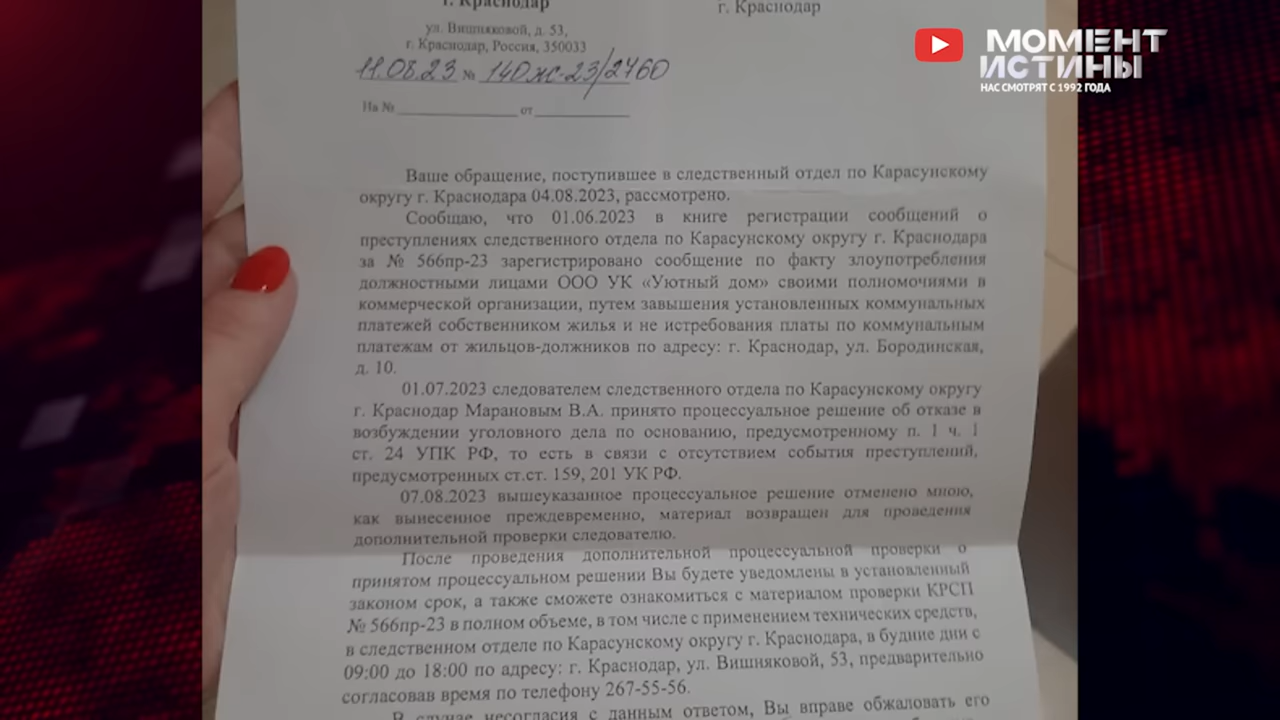 г. Краснодар
г. Краснодар
ул. Вишняковой, д. 53,
г. Краснодар, Россия, 350033
11.08.23 № 140ж-23/2460
На № от
МОМЕНТ
ИСТИНЫ
НАС СМОТРЯТ С 1992 ГОДА
Ваше обращение, поступившее в следственный отдел по Карасунскому
округу г. Краснодара 04.08.2023, рассмотрено.
Сообщаю, что 01.06.2023 в книге регистрации сообщений о
преступлениях следственного отдела по Карасунскому округу г. Краснодара
за № 566пр-23 зарегистрировано сообщение по факту злоупотребления
должностными лицами ООО УК «Уютный дом» своими полномочиями в
коммерческой организации, путем завышения установленных коммунальных
платежей собственником жилья и не истребования платы по коммунальным
платежам от жильцов-должников по адресу: г. Краснодар, ул. Бородинская,
д. 10.
01.07.2023 следователем следственного отдела по Карасунскому округу
г. Краснодар Марановым В.А. принято процессуальное решение об отказе в
возбуждении уголовного дела по основанию, предусмотренному п. 1 ч. 1
ст. 24 УПК РФ, то есть в связи с отсутствием события преступлений,
предусмотренных ст.ст. 159, 201 УК РФ.
07.08.2023 вышеуказанное процессуальное решение отменено мною,
как вынесенное преждевременно, материал возвращен для проведения
дополнительной проверки следователю.
После проведения дополнительной процессуальной проверки о
принятом процессуальном решении Вы будете уведомлены в установленный
законом срок, а также сможете ознакомиться с материалом проверки КРСП
№ 566пр-23 в полном объеме, в том числе с применением технических средств,
в следственном отделе по Карасунскому округу г. Краснодара, в будние дни с
09:00 до 18:00 по адресу: г. Краснодар, ул. Вишняковой, 53, предварительно
согласовав время по телефону 267-55-56.
В случае несогласия с данным ответом, Вы вправе обжаловать его